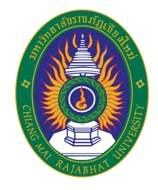 มหาวิทยาลัยราชภัฏเชียงใหม่
CHIANG MAI RAJABHAT UNIVERSITY